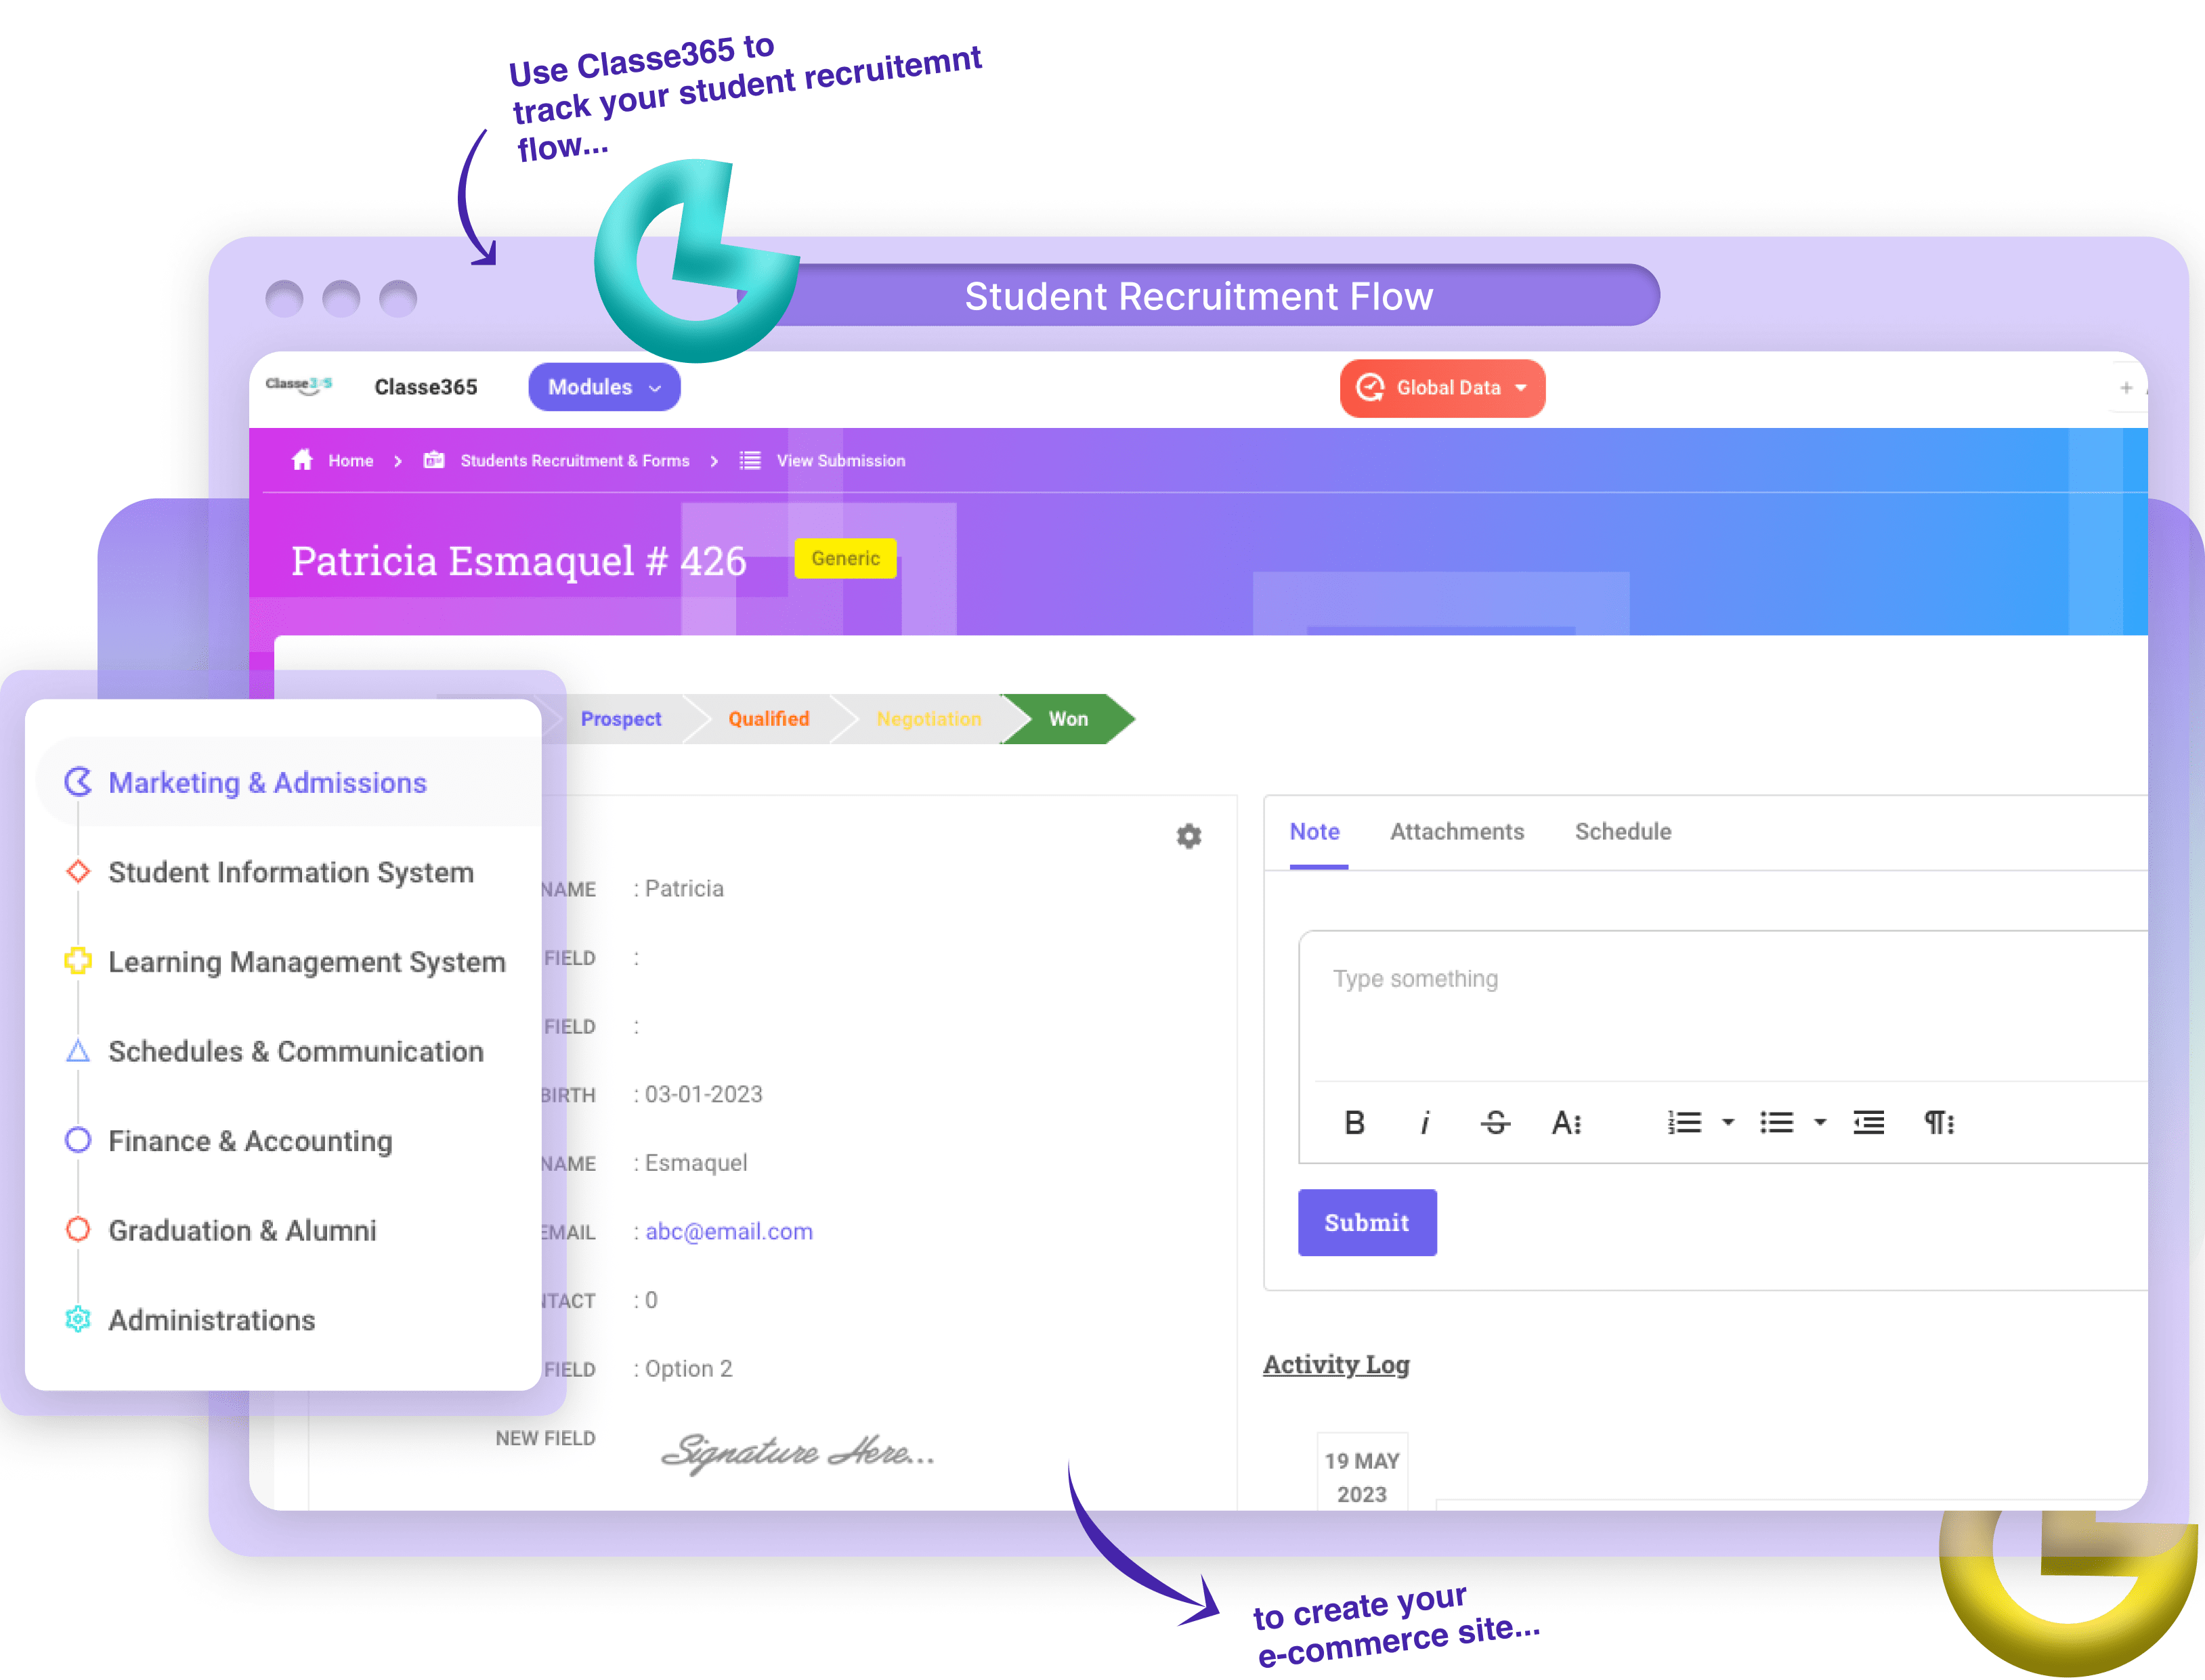 Use Classe365 to
track your student recruitemnt
flow...
Student Recruitment Flow
Classe365
Classe365
Modules
Global Data
Home
Students Recruitment & Forms
View Submission
Patricia Esmaquel # 426
Generic
Prospect
Qualified
Negotiation
Won
Marketing & Admissions
Student Information System
Learning Management System
Schedules & Communication
Finance & Accounting
Graduation & Alumni
Administrations
NAME : Patricia
FIELD :
FIELD :
BIRTH : 03-01-2023
NAME : Esmaquel
EMAIL : abc@email.com
NTACT : 0
FIELD : Option 2
NEW FIELD Signature Here...
Note
Attachments
Schedule
Type something
Submit
Activity Log
19 MAY
2023
to create your
e-commerce site...